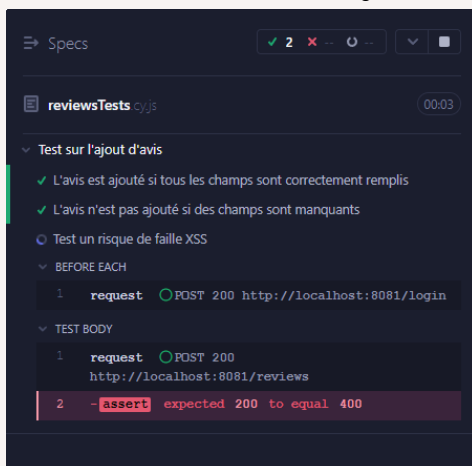 Specs 2 -- --
reviewsTests.cy.js 00:03
Test sur l'ajout d'avis
L'avis est ajouté si tous les champs sont correctement remplis
L'avis n'est pas ajouté si des champs sont manquants
Test un risque de faille XSS
BEFORE EACH
1 request POST 200 http://localhost:8081/login
TEST BODY
1 request POST 200
http://localhost:8081/reviews
2 -assert expected 200 to equal 400